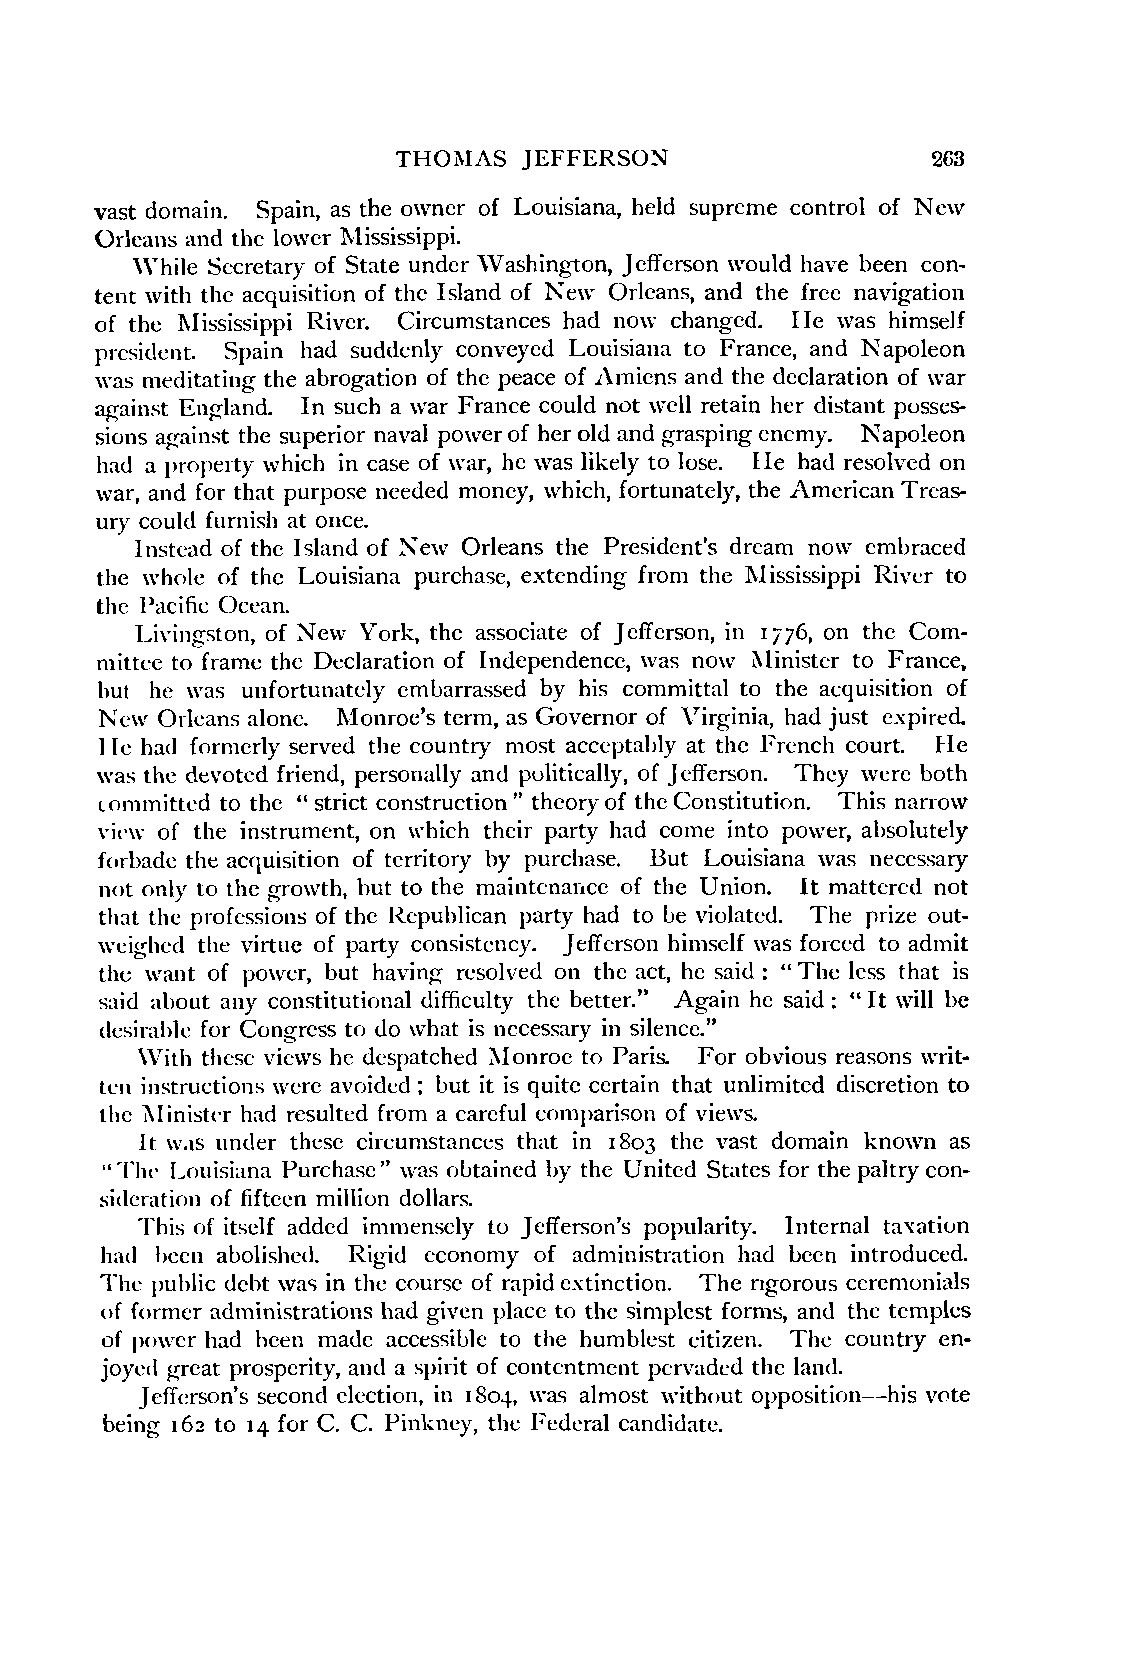 THOMAS JEFFERSON 263
vast domain. Spain, as the owner of Louisiana, held supreme control of New
Orleans and the lower Mississippi.
While Secretary of State under Washington, Jefferson would have been con-
tent with the acquisition of the Island of New Orleans, and the free navigation
of the Mississippi River. Circumstances had now changed. He was himself
president. Spain had suddenly conveyed Louisiana to France, and Napoleon
was meditating the abrogation of the peace of Amiens and the declaration of war
against England. In such a war France could not well retain her distant posses-
sions against the superior naval power of her old and grasping enemy. Napoleon
had a property which in case of war, he was likely to lose. He had resolved on
war, and for that purpose needed money, which, fortunately, the American Treas-
ury could furnish at once.
Instead of the Island of New Orleans the President's dream now embraced
the whole of the Louisiana purchase, extending from the Mississippi River to
the Pacific Ocean.
Livingston, of New York, the associate of Jefferson, in 1776, on the Com-
mittee to frame the Declaration of Independence, was now Minister to France,
but he was unfortunately embarrassed by his committal to the acquisition of
New Orleans alone. Monroe's term, as Governor of Virginia, had just expired.
He had formerly served the country most acceptably at the French court. He
was the devoted friend, personally and politically, of Jefferson. They were both
committed to the "strict construction" theory of the Constitution. This narrow
view of the instrument, on which their party had come into power, absolutely
forbade the acquisition of territory by purchase. But Louisiana was necessary
not only to the growth, but to the maintenance of the Union. It mattered not
that the professions of the Republican party had to be violated. The prize out-
weighed the virtue of party consistency. Jefferson himself was forced to admit
the want of power, but having resolved on the act, he said: "The less that is
said about any constitutional difficulty the better." Again he said: "It will be
desirable for Congress to do what is necessary in silence."
With these views he despatched Monroe to Paris. For obvious reasons writ-
ten instructions were avoided; but it is quite certain that unlimited discretion to
the Minister had resulted from a careful comparison of views.
It was under these circumstances that in 1803 the vast domain known as
"The Louisiana Purchase" was obtained by the United States for the paltry con-
sideration of fifteen million dollars.
This of itself added immensely to Jefferson's popularity. Internal taxation
had been abolished. Rigid economy of administration had been introduced.
The public debt was in the course of rapid extinction. The rigorous ceremonials
of former administrations had given place to the simplest forms, and the temples
of power had been made accessible to the humblest citizen. The country en-
joyed great prosperity, and a spirit of contentment pervaded the land.
Jefferson's second election, in 1804, was almost without opposition--his vote
being 162 to 14 for C. C. Pinkney, the Federal candidate.